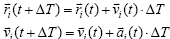 r⃗ᵢ(t+ΔT) = r⃗ᵢ(t) + v⃗ᵢ(t)·ΔT
v⃗ᵢ(t+ΔT) = v⃗ᵢ(t) + a⃗ᵢ(t)·ΔT